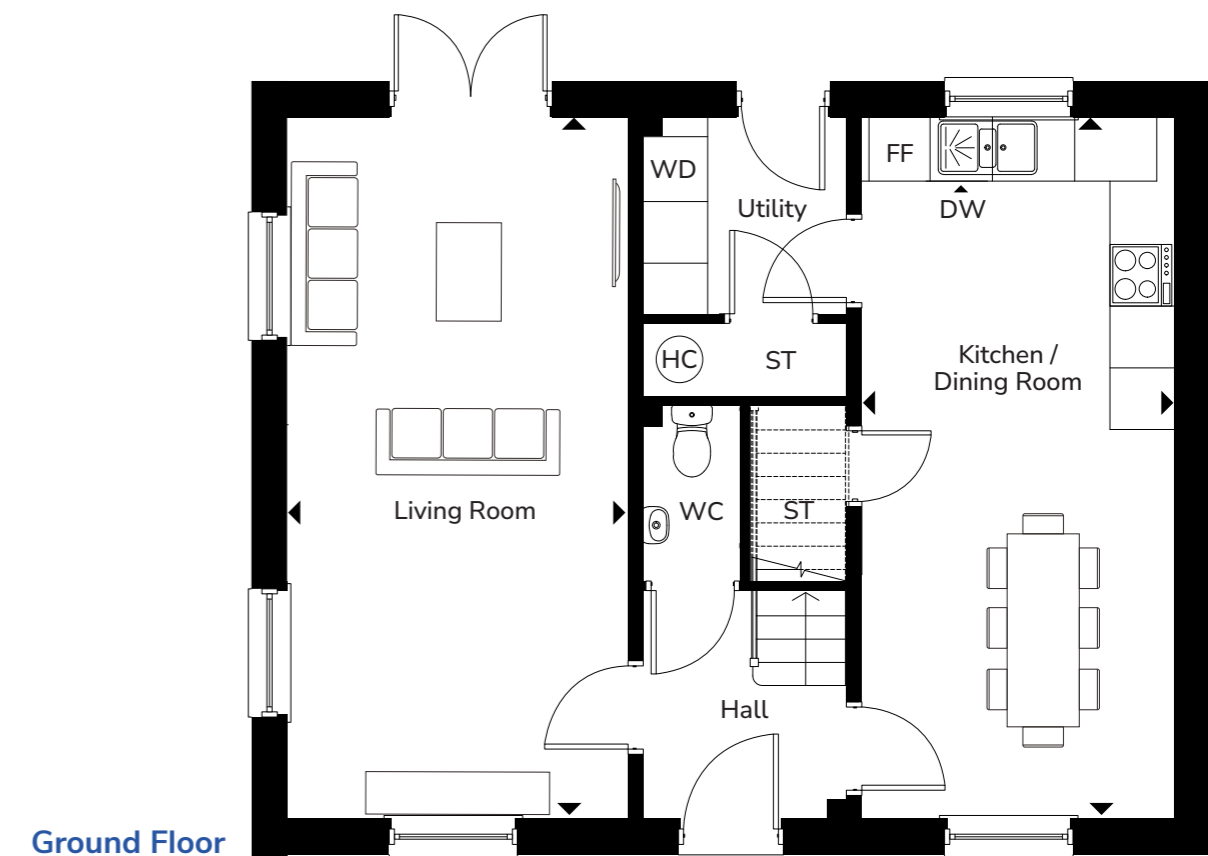 FF
WD
Utility
DW
HC
ST
Kitchen /
Dining Room
Living Room
WC
ST
Hall
Ground Floor